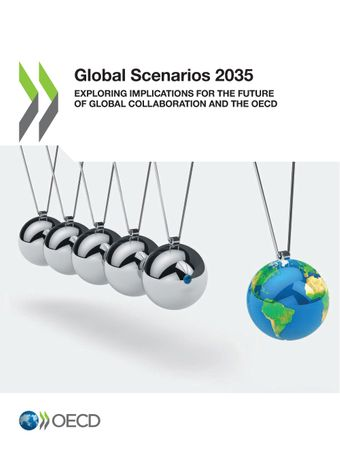 Global Scenarios 2035
EXPLORING IMPLICATIONS FOR THE FUTURE
OF GLOBAL COLLABORATION AND THE OECD
OECD